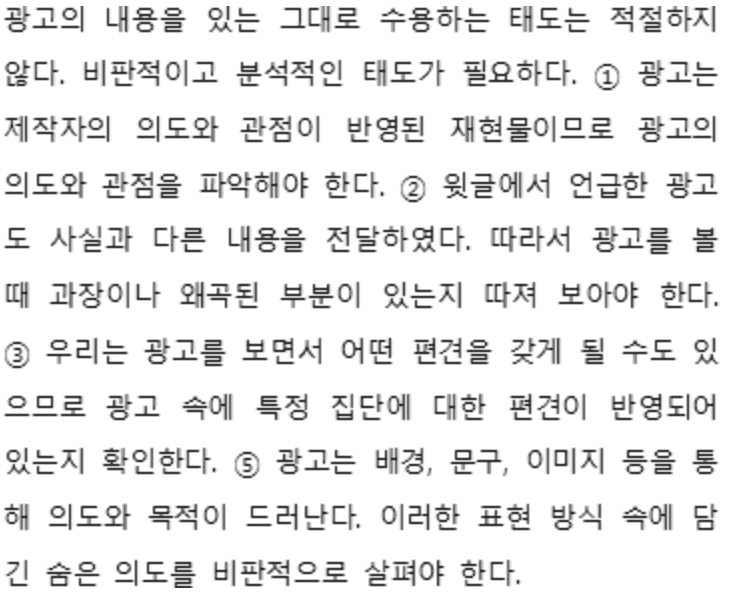 광고의 내용을 있는 그대로 수용하는 태도는 적절하지
않다. 비판적이고 분석적인 태도가 필요하다. ① 광고는
제작자의 의도와 관점이 반영된 재현물이므로 광고의
의도와 관점을 파악해야 한다. ② 윗글에서 언급한 광고
도 사실과 다른 내용을 전달하였다. 따라서 광고를 볼
때 과장이나 왜곡된 부분이 있는지 따져 보아야 한다.
③ 우리는 광고를 보면서 어떤 편견을 갖게 될 수도 있
으므로 광고 속에 특정 집단에 대한 편견이 반영되어
있는지 확인한다. ⑤ 광고는 배경, 문구, 이미지 등을 통
해 의도와 목적이 드러난다. 이러한 표현 방식 속에 담
긴 숨은 의도를 비판적으로 살펴야 한다.